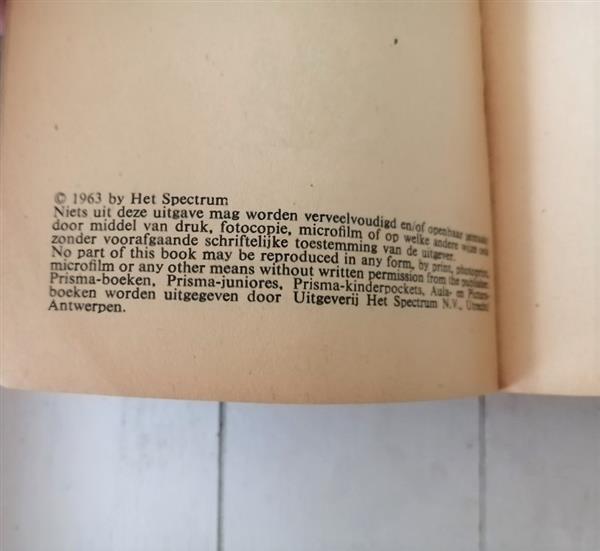 © 1963 by Het Spectrum
Niets uit deze uitgave mag worden verveelvoudigd en/of openbaar
door middel van druk, fotocopie, microfilm of op welke andere wijze ook
zonder voorafgaande schriftelijke toestemming van de uitgever.
No part of this book may be reproduced in any form, by print, photoprint,
microfilm or any other means without written permission from the publisher.
Prisma-boeken, Prisma-juniores, Prisma-kinderpockets, Aula- en Pictura-
boeken worden uitgegeven door Uitgeverij Het Spectrum N.V., Utrecht/
Antwerpen.